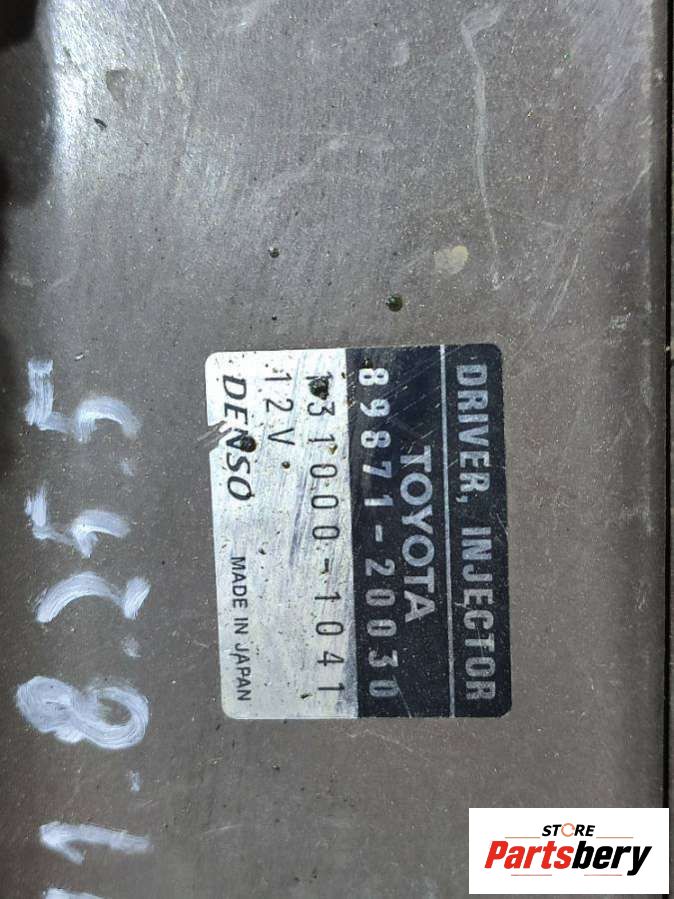 DRIVER, INJECTOR
TOYOTA
89871-20030
131000-1041
12V
DENSO MADE IN JAPAN
STORE
Partsbery